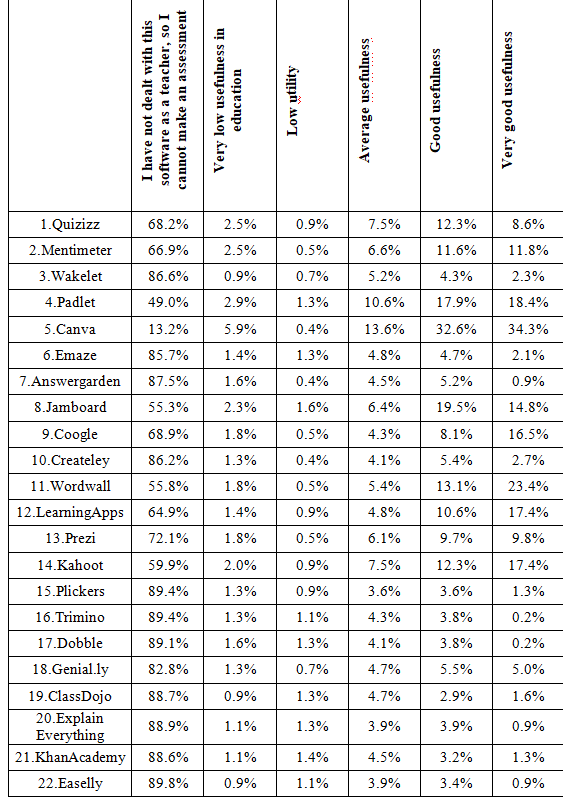 I have not dealt with this software as a teacher, so I cannot make an assessment | Very low usefulness in education | Low utility | Average usefulness | Good usefulness | Very good usefulness
1.Quizizz 68.2% 2.5% 0.9% 7.5% 12.3% 8.6%
2.Mentimeter 66.9% 2.5% 0.5% 6.6% 11.6% 11.8%
3.Wakelet 86.6% 0.9% 0.7% 5.2% 4.3% 2.3%
4.Padlet 49.0% 2.9% 1.3% 10.6% 17.9% 18.4%
5.Canva 13.2% 5.9% 0.4% 13.6% 32.6% 34.3%
6.Emaze 85.7% 1.4% 1.3% 4.8% 4.7% 2.1%
7.Answergarden 87.5% 1.6% 0.4% 4.5% 5.2% 0.9%
8.Jamboard 55.3% 2.3% 1.6% 6.4% 19.5% 14.8%
9.Coogle 68.9% 1.8% 0.5% 4.3% 8.1% 16.5%
10.Createley 86.2% 1.3% 0.4% 4.1% 5.4% 2.7%
11.Wordwall 55.8% 1.8% 0.5% 5.4% 13.1% 23.4%
12.LearningApps 64.9% 1.4% 0.9% 4.8% 10.6% 17.4%
13.Prezi 72.1% 1.8% 0.5% 6.1% 9.7% 9.8%
14.Kahoot 59.9% 2.0% 0.9% 7.5% 12.3% 17.4%
15.Plickers 89.4% 1.3% 0.9% 3.6% 3.6% 1.3%
16.Trimino 89.4% 1.3% 1.1% 4.3% 3.8% 0.2%
17.Dobble 89.1% 1.6% 1.3% 4.1% 3.8% 0.2%
18.Genial.ly 82.8% 1.3% 0.7% 4.7% 5.5% 5.0%
19.ClassDojo 88.7% 0.9% 1.3% 4.7% 2.9% 1.6%
20.Explain
Everything 88.9% 1.1% 1.3% 3.9% 3.9% 0.9%
21.KhanAcademy 88.6% 1.1% 1.4% 4.5% 3.2% 1.3%
22.Easelly 89.8% 0.9% 1.1% 3.9% 3.4% 0.9%